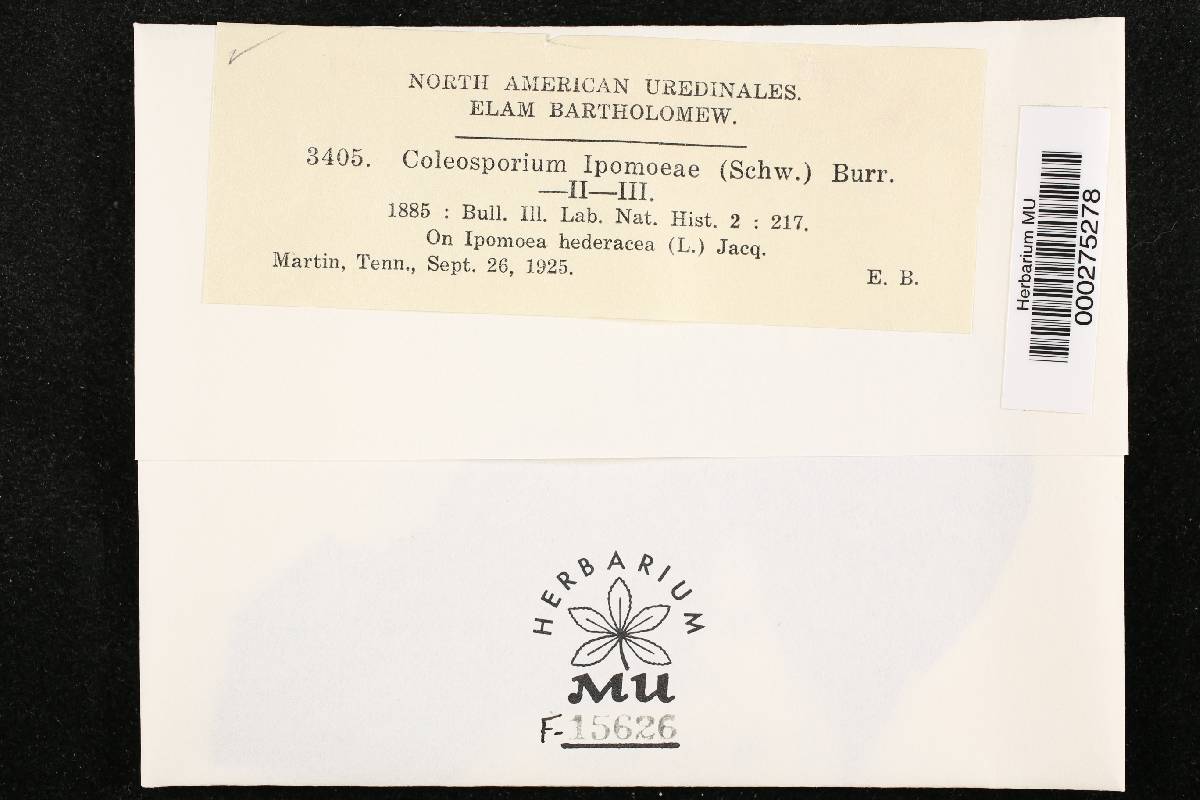 NORTH AMERICAN UREDINALES.
ELAM BARTHOLOMEW.
3405. Coleosporium Ipomoeae (Schw.) Burr.
—II—III.
1885 : Bull. Ill. Lab. Nat. Hist. 2 : 217.
On Ipomoea hederacea (L.) Jacq.
Martin, Tenn., Sept. 26, 1925.
E. B.
Herbarium MU
000275278
HERBARIUM
MU
F-15626